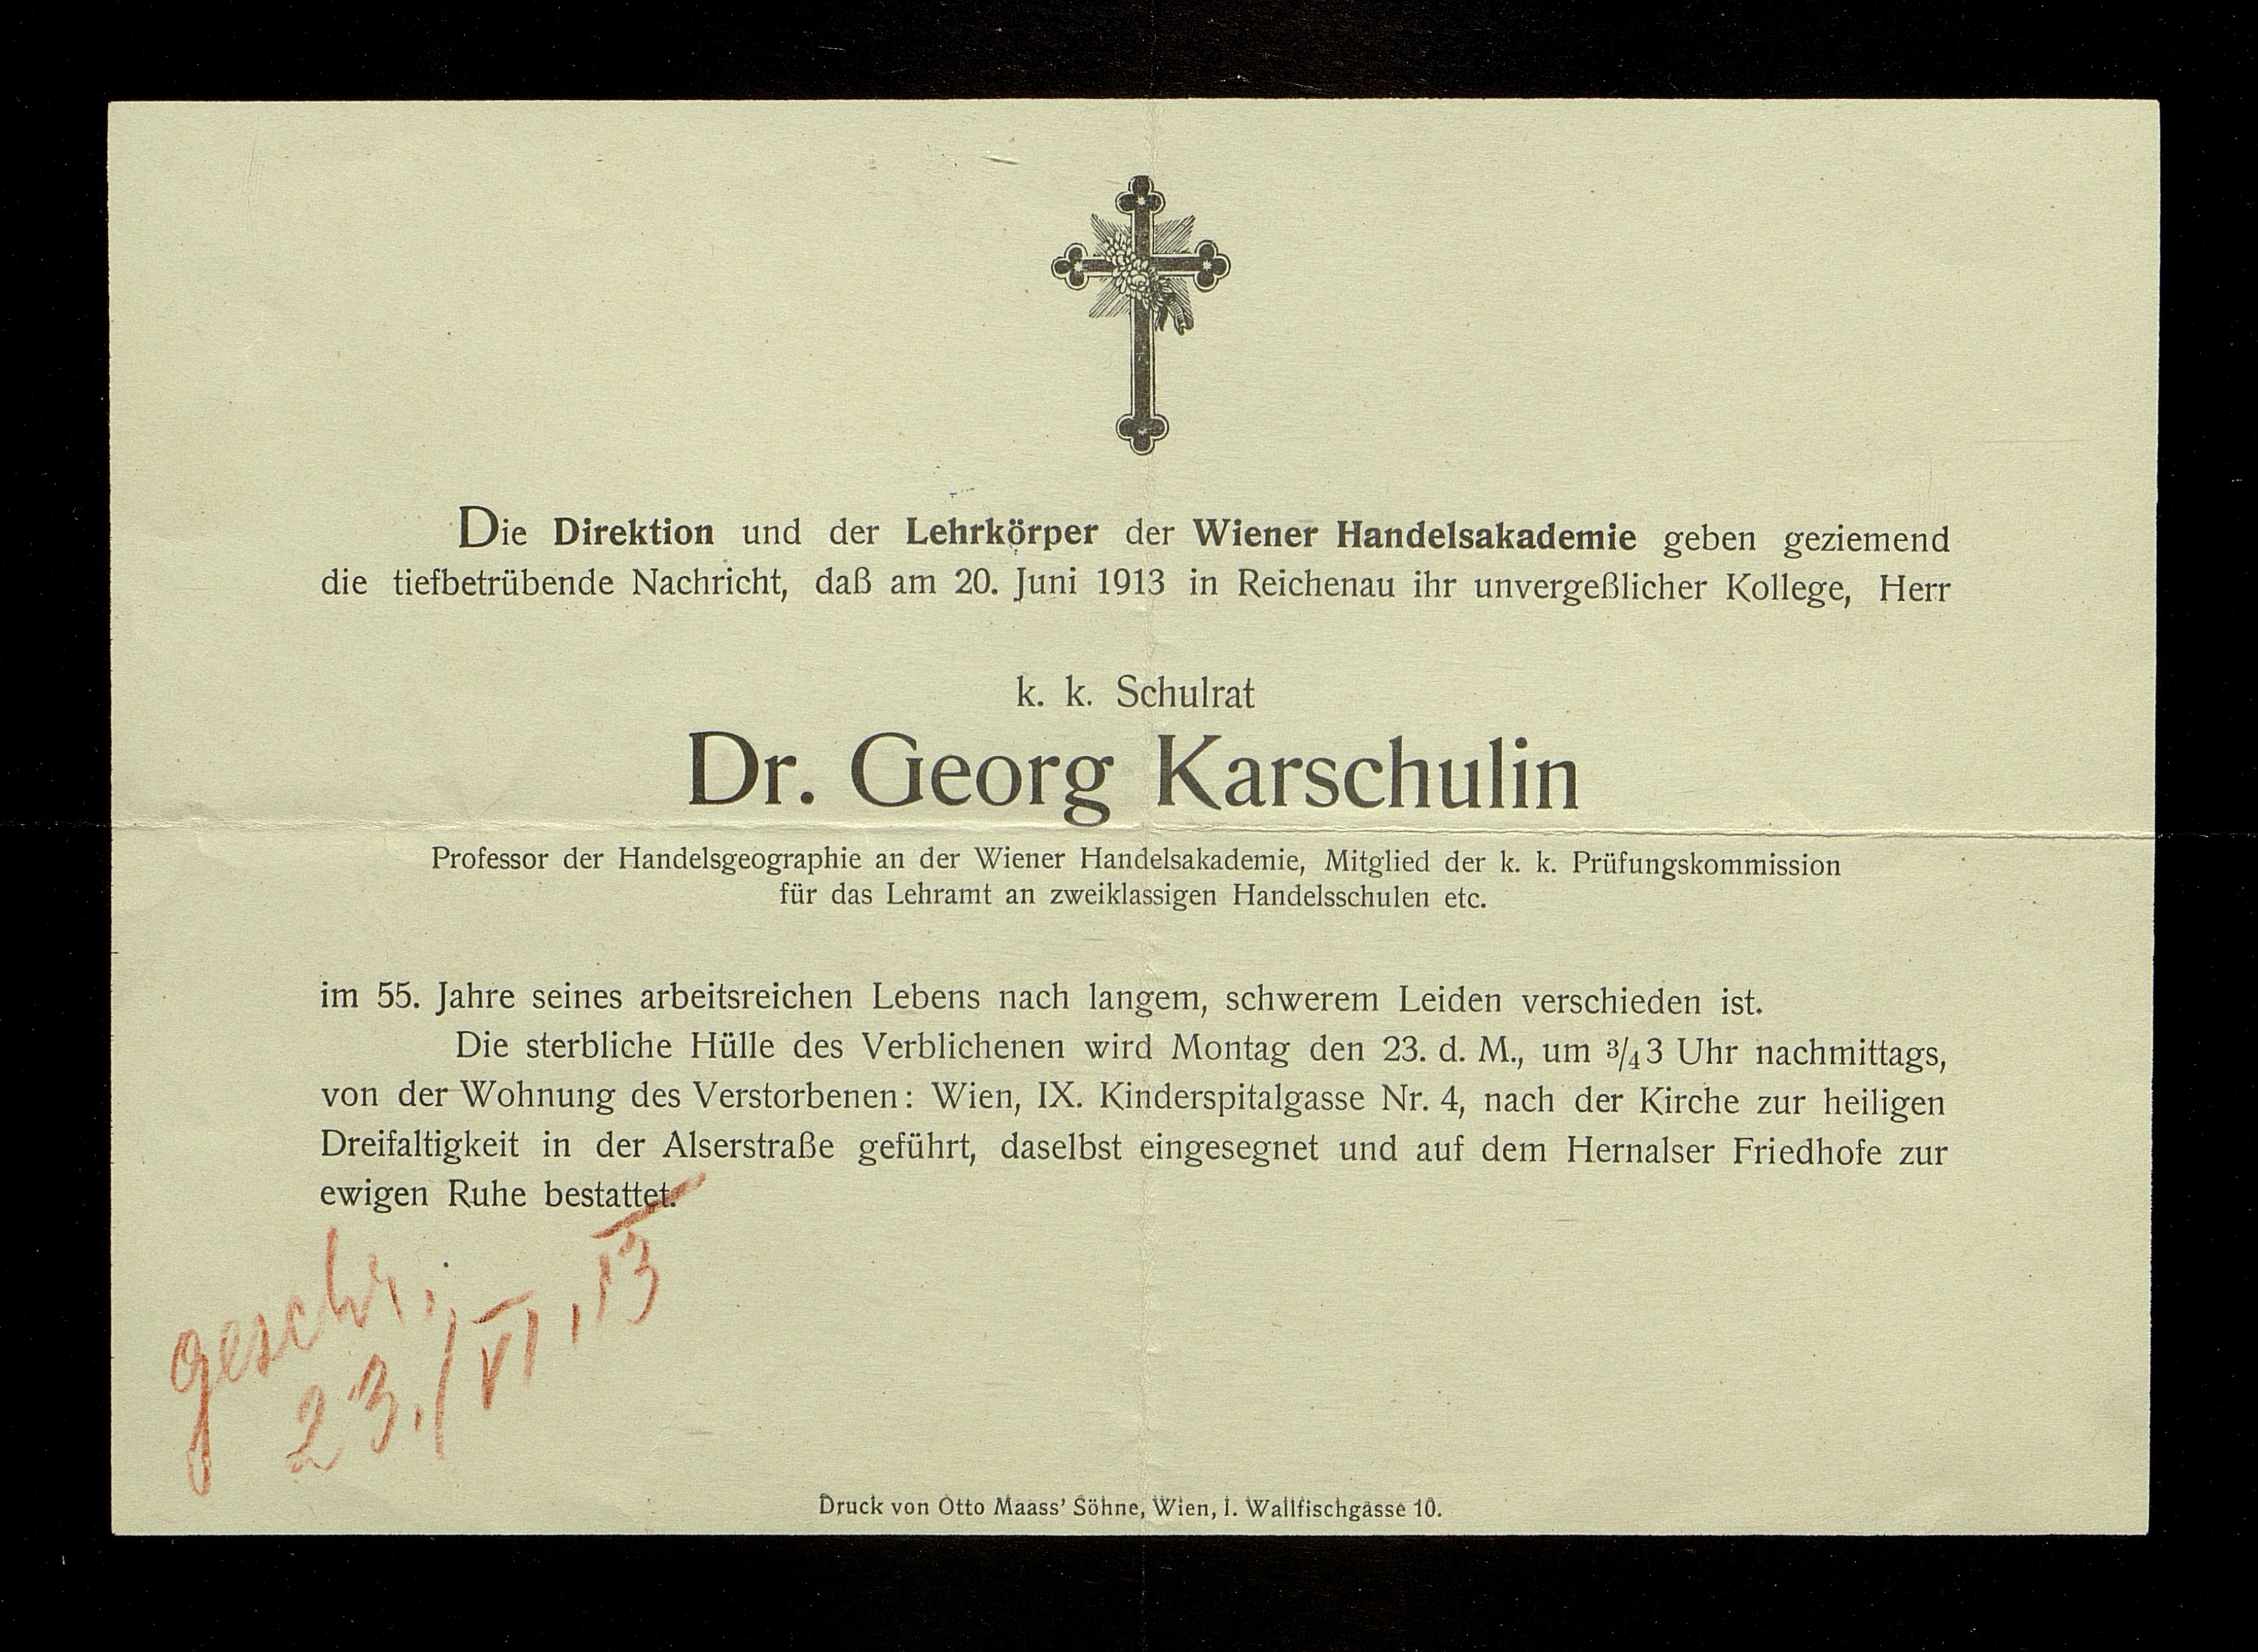 Die Direktion und der Lehrkörper der Wiener Handelsakademie geben geziemend
die tiefbetrübende Nachricht, daß am 20. Juni 1913 in Reichenau ihr unvergeßlicher Kollege, Herr
k. k. Schulrat
Dr. Georg Karschulin
Professor der Handelsgeographie an der Wiener Handelsakademie, Mitglied der k. k. Prüfungskommission
für das Lehramt an zweiklassigen Handelsschulen etc.
im 55. Jahre seines arbeitsreichen Lebens nach langem, schwerem Leiden verschieden ist.
Die sterbliche Hülle des Verblichenen wird Montag den 23. d. M., um 3/4 3 Uhr nachmittags,
von der Wohnung des Verstorbenen: Wien, IX. Kinderspitalgasse Nr. 4, nach der Kirche zur heiligen
Dreifaltigkeit in der Alserstraße geführt, daselbst eingesegnet und auf dem Hernalser Friedhofe zur
ewigen Ruhe bestattet.
geschr.
23./VI. 13
Druck von Otto Maass' Söhne, Wien, I. Wallfischgasse 10.